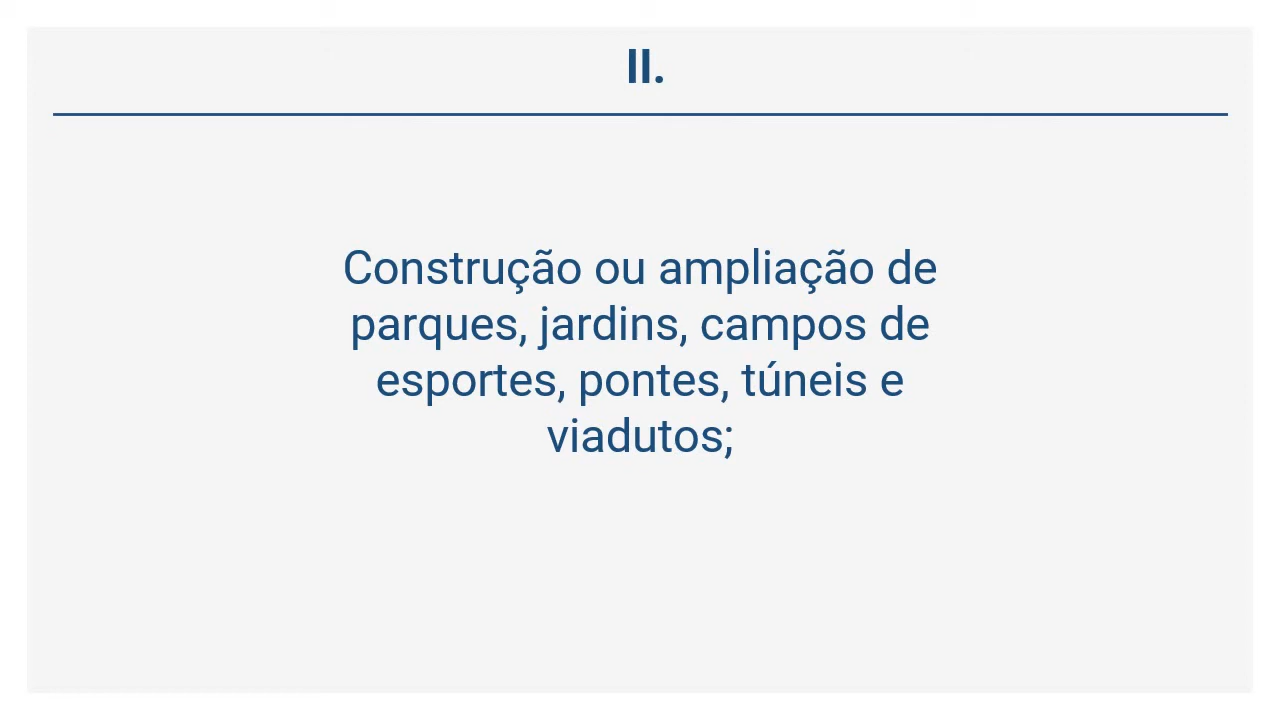 II.
Construção ou ampliação de
parques, jardins, campos de
esportes, pontes, túneis e
viadutos;